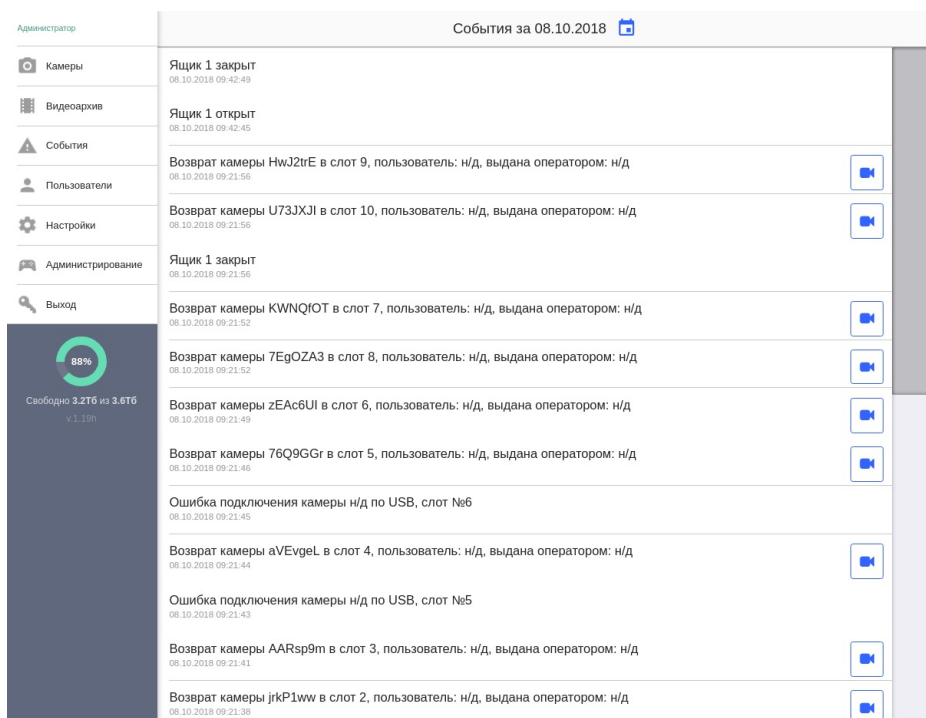 Администратор
Камеры
Видеоархив
События
Пользователи
Настройки
Администрирование
Выход
88%
Свободно 3.2Тб из 3.6Тб
v.1.19h
События за 08.10.2018
Ящик 1 закрыт
08.10.2018 09:42:49
Ящик 1 открыт
08.10.2018 09:42:45
Возврат камеры HwJ2trE в слот 9, пользователь: н/д, выдана оператором: н/д
08.10.2018 09:21:56
Возврат камеры U73JXJI в слот 10, пользователь: н/д, выдана оператором: н/д
08.10.2018 09:21:56
Ящик 1 закрыт
08.10.2018 09:21:56
Возврат камеры KWNQfOT в слот 7, пользователь: н/д, выдана оператором: н/д
08.10.2018 09:21:52
Возврат камеры 7EgOZA3 в слот 8, пользователь: н/д, выдана оператором: н/д
08.10.2018 09:21:52
Возврат камеры zEAc6UI в слот 6, пользователь: н/д, выдана оператором: н/д
08.10.2018 09:21:49
Возврат камеры 76Q9GGr в слот 5, пользователь: н/д, выдана оператором: н/д
08.10.2018 09:21:46
Ошибка подключения камеры н/д по USB, слот №6
08.10.2018 09:21:45
Возврат камеры aVEvgeL в слот 4, пользователь: н/д, выдана оператором: н/д
08.10.2018 09:21:44
Ошибка подключения камеры н/д по USB, слот №5
08.10.2018 09:21:43
Возврат камеры AARsp9m в слот 3, пользователь: н/д, выдана оператором: н/д
08.10.2018 09:21:41
Возврат камеры jrkP1ww в слот 2, пользователь: н/д, выдана оператором: н/д
08.10.2018 09:21:38